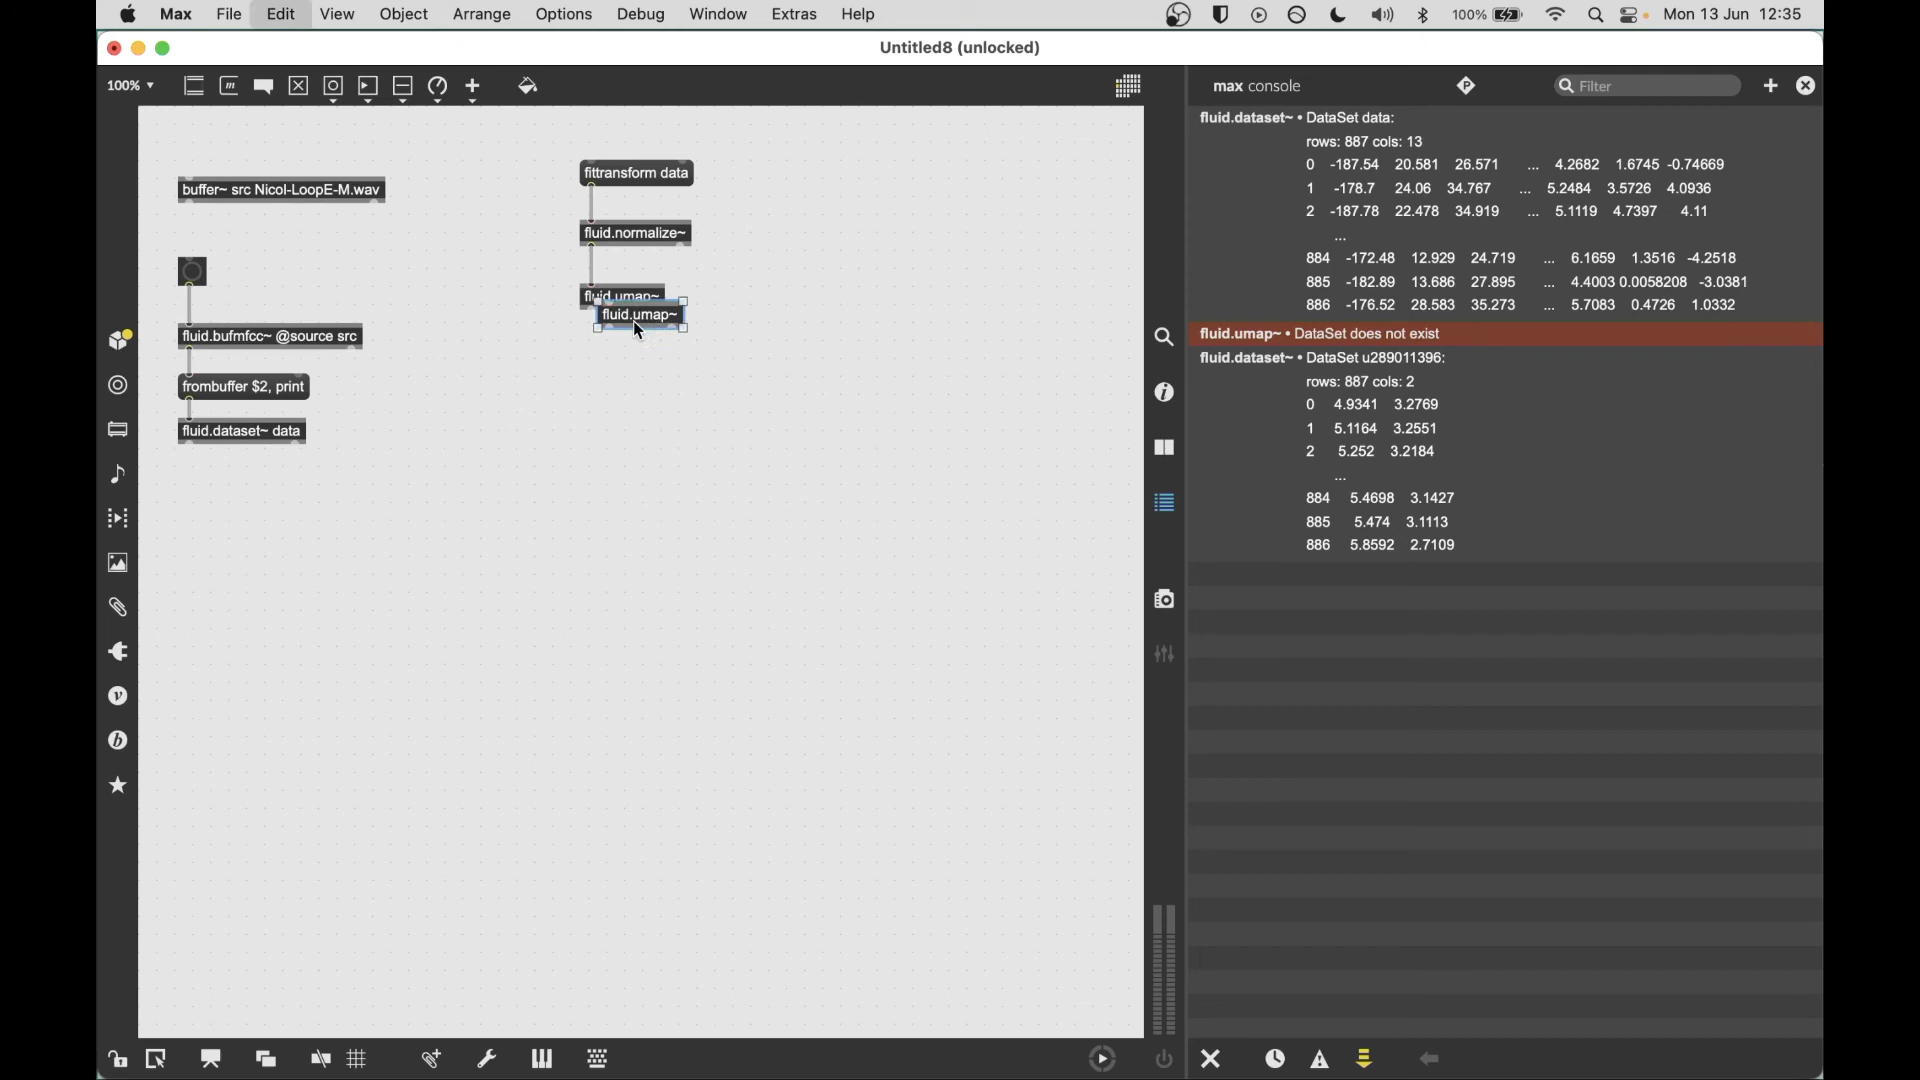 Max File Edit View Object Arrange Options Debug Window Extras Help 100% Mon 13 Jun 12:35
Untitled8 (unlocked)
100%
max console
Filter
buffer~ src Nicol-LoopE-M.wav
fluid.bufmfcc~ @source src
frombuffer $2, print
fluid.dataset~ data
fittransform data
fluid.normalize~
fluid.umap~
fluid.umap~
fluid.dataset~ • DataSet data:
rows: 887 cols: 13
0 -187.54 20.581 26.571 ... 4.2682 1.6745 -0.74669
1 -178.7 24.06 34.767 ... 5.2484 3.5726 4.0936
2 -187.78 22.478 34.919 ... 5.1119 4.7397 4.11
...
884 -172.48 12.929 24.719 ... 6.1659 1.3516 -4.2518
885 -182.89 13.686 27.895 ... 4.4003 0.0058208 -3.0381
886 -176.52 28.583 35.273 ... 5.7083 0.4726 1.0332
fluid.umap~ • DataSet does not exist
fluid.dataset~ • DataSet u289011396:
rows: 887 cols: 2
0 4.9341 3.2769
1 5.1164 3.2551
2 5.252 3.2184
...
884 5.4698 3.1427
885 5.474 3.1113
886 5.8592 2.7109